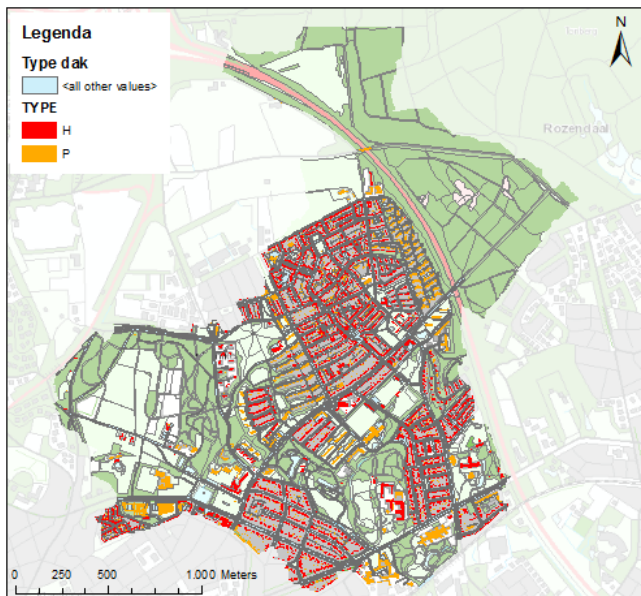 Legenda
Type dak
<all other values>
TYPE
H
P
N
Rozendaal
0 250 500 1.000 Meters